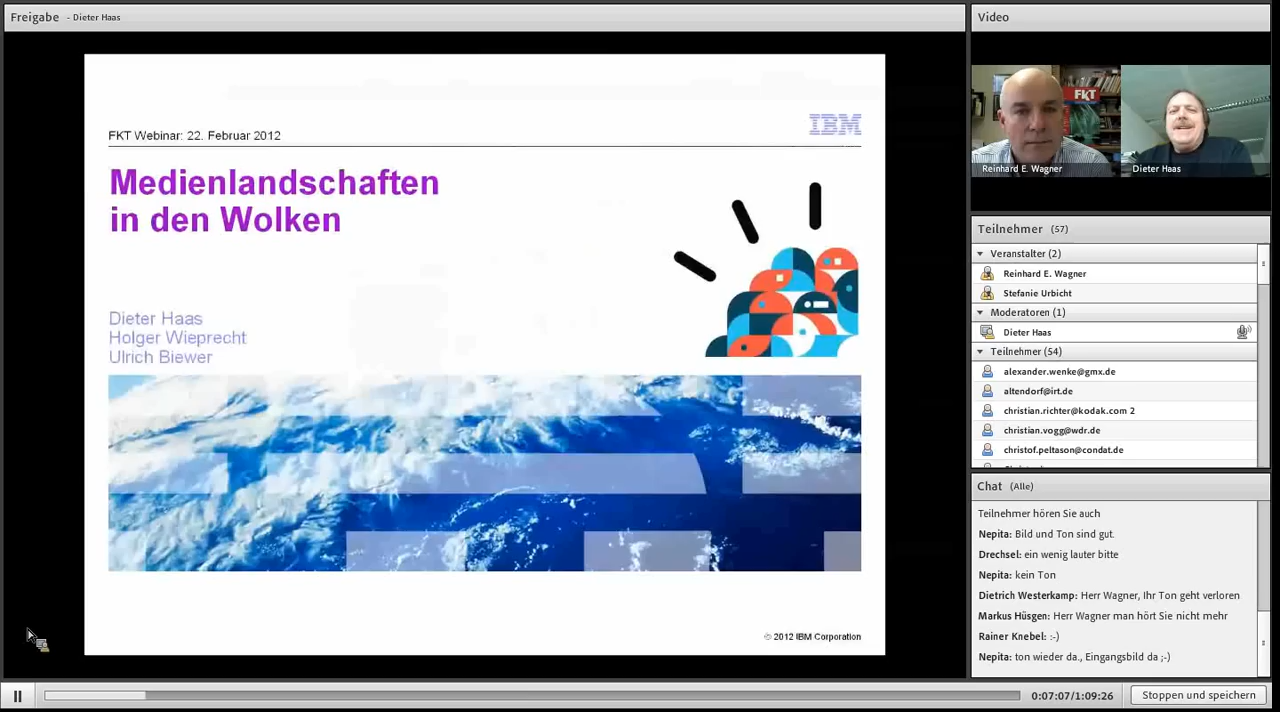 Freigabe - Dieter Haas
FKT Webinar: 22. Februar 2012
IBM
Medienlandschaften
in den Wolken
Dieter Haas
Holger Wieprecht
Ulrich Biewer
© 2012 IBM Corporation
Video
FKT
Reinhard E. Wagner
Dieter Haas
Teilnehmer (57)
Veranstalter (2)
Reinhard E. Wagner
Stefanie Urbicht
Moderatoren (1)
Dieter Haas
Teilnehmer (54)
alexander.wenke@gmx.de
altendorf@irt.de
christian.richter@kodak.com 2
christian.vogg@wdr.de
christof.peltason@condat.de
Chat (Alle)
Teilnehmer hören Sie auch
Nepita: Bild und Ton sind gut.
Drechsel: ein wenig lauter bitte
Nepita: kein Ton
Dietrich Westerkamp: Herr Wagner, Ihr Ton geht verloren
Markus Hüsgen: Herr Wagner man hört Sie nicht mehr
Rainer Knebel: :-)
Nepita: ton wieder da., Eingangsbild da ;-)
0:07:07/1:09:26
Stoppen und speichern